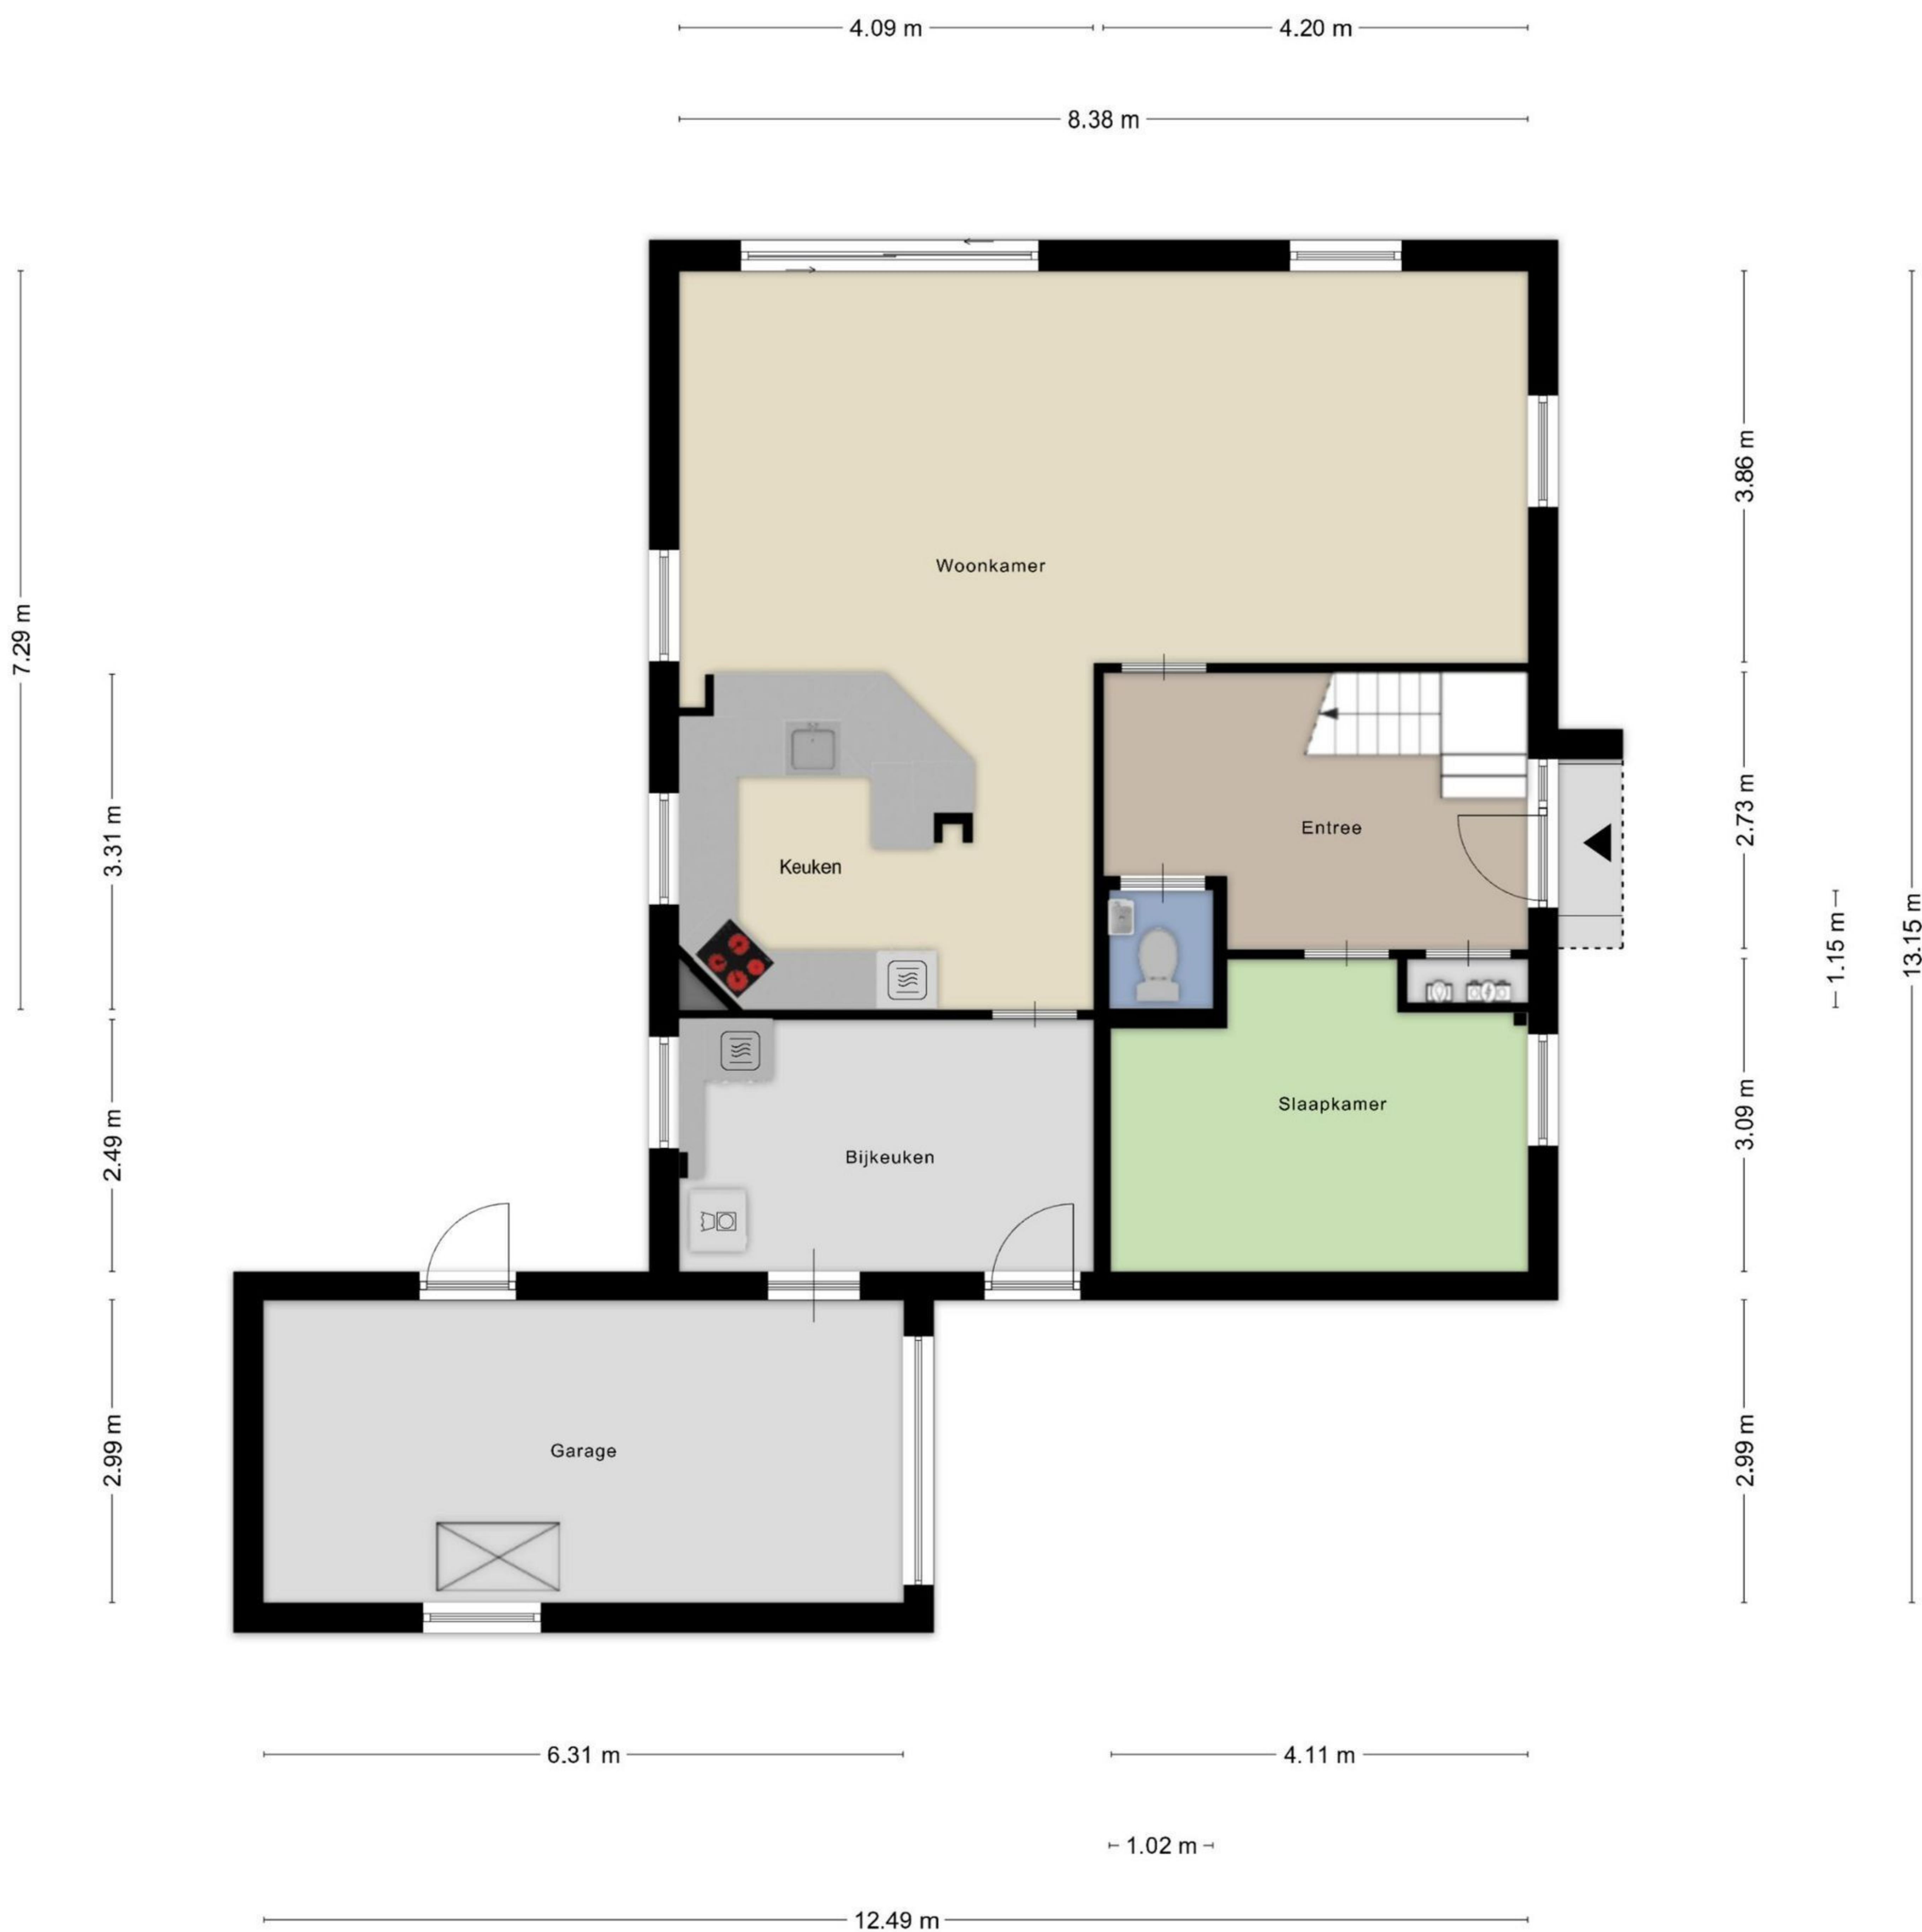 4.09 m
4.20 m
8.38 m
7.29 m
3.86 m
Woonkamer
3.31 m
2.73 m
Entree
Keuken
1.15 m
13.15 m
Slaapkamer
3.09 m
2.49 m
Bijkeuken
2.99 m
Garage
2.99 m
6.31 m
4.11 m
1.02 m
12.49 m